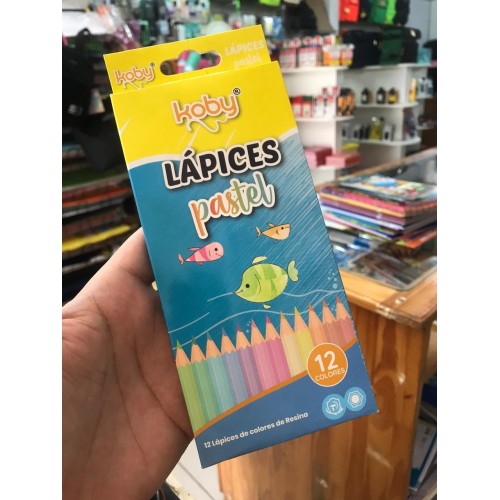 koby
LÁPICES
pastel
koby®
LÁPICES
pastel
12
COLORES
12 Lápices de colores de Resina